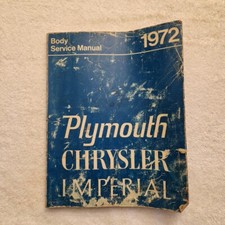 Body
Service Manual
1972
Plymouth
CHRYSLER
IMPERIAL